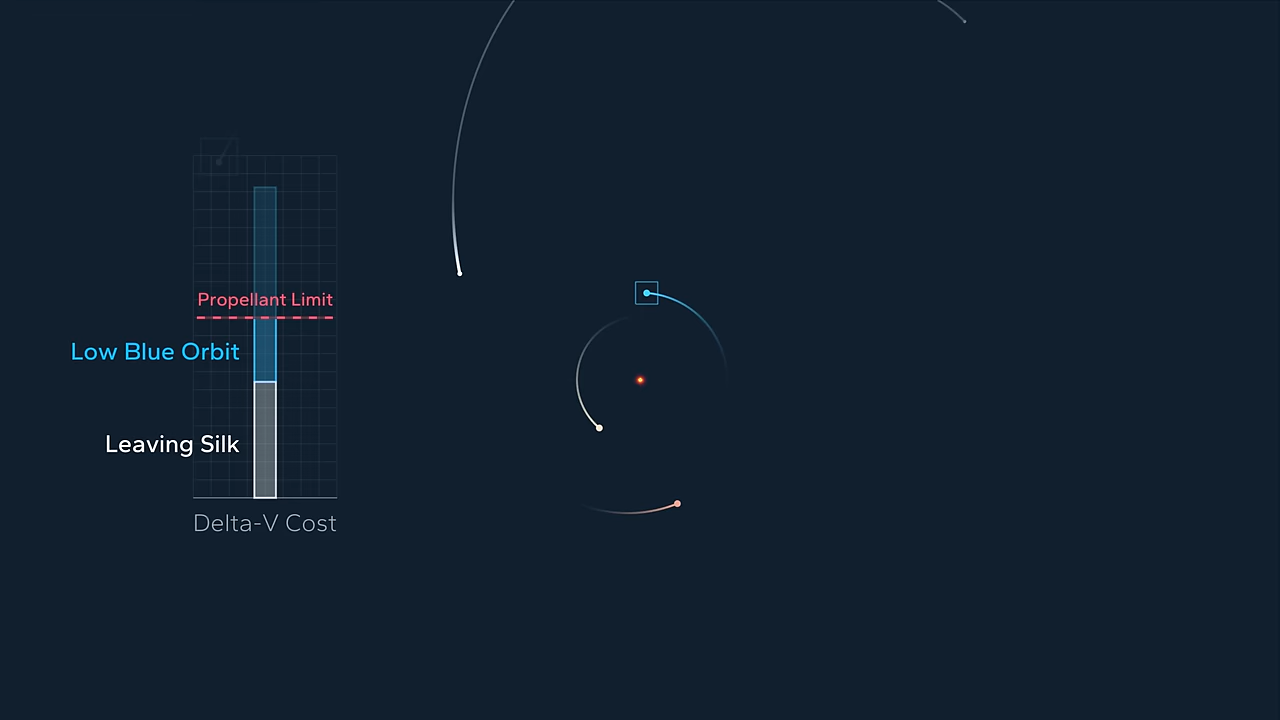 Propellant Limit
Low Blue Orbit
Leaving Silk
Delta-V Cost